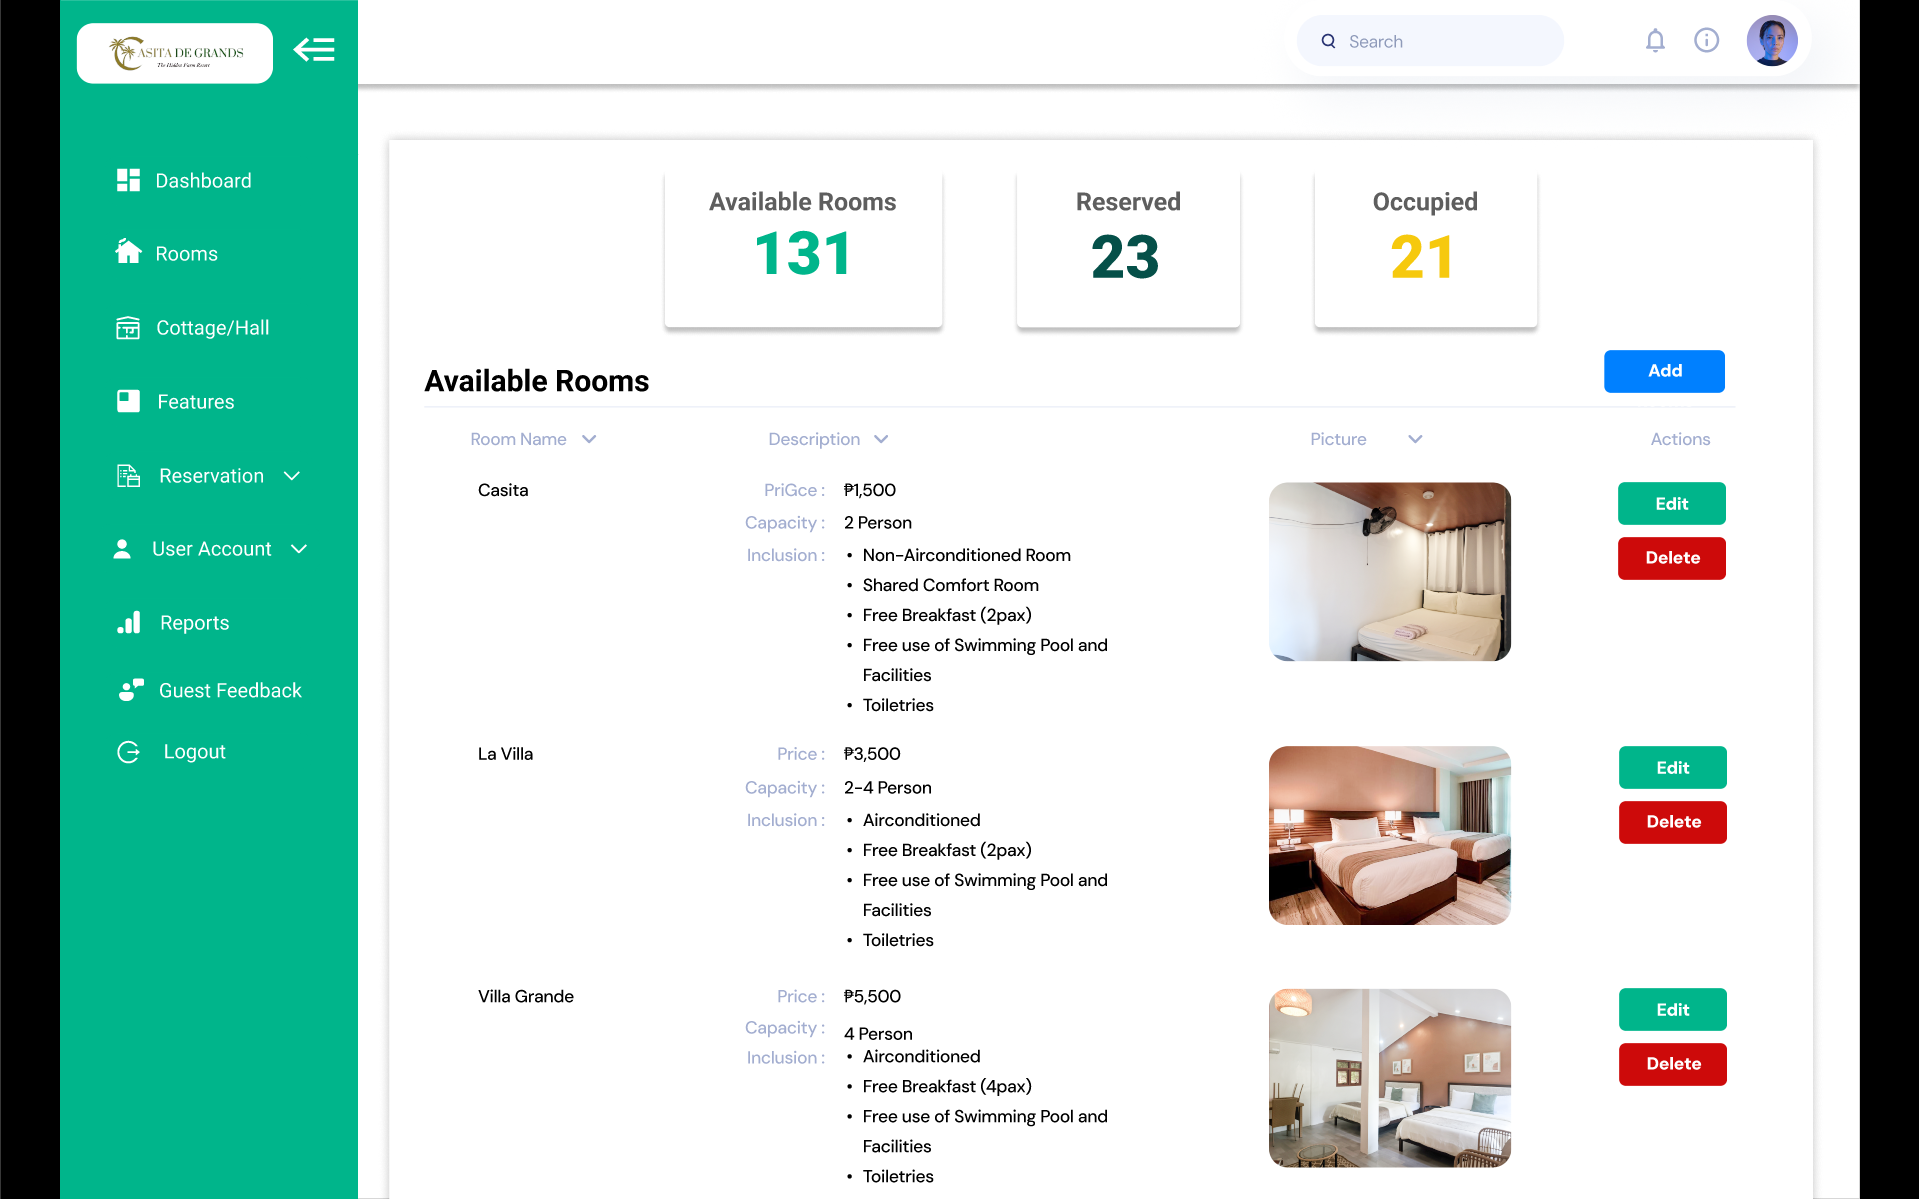 CASITA DE GRANDS
The Hidden Farm Resort
Search
Dashboard
Rooms
Cottage/Hall
Features
Reservation
User Account
Reports
Guest Feedback
Logout
Available Rooms
131
Reserved
23
Occupied
21
Available Rooms
Add
Room Name
Description
Picture
Actions
Casita
PriGce : ₱1,500
Capacity : 2 Person
Inclusion : • Non-Airconditioned Room
• Shared Comfort Room
• Free Breakfast (2pax)
• Free use of Swimming Pool and
Facilities
• Toiletries
Edit
Delete
La Villa
Price : ₱3,500
Capacity : 2-4 Person
Inclusion : • Airconditioned
• Free Breakfast (2pax)
• Free use of Swimming Pool and
Facilities
• Toiletries
Edit
Delete
Villa Grande
Price : ₱5,500
Capacity : 4 Person
Inclusion : • Airconditioned
• Free Breakfast (4pax)
• Free use of Swimming Pool and
Facilities
• Toiletries
Edit
Delete